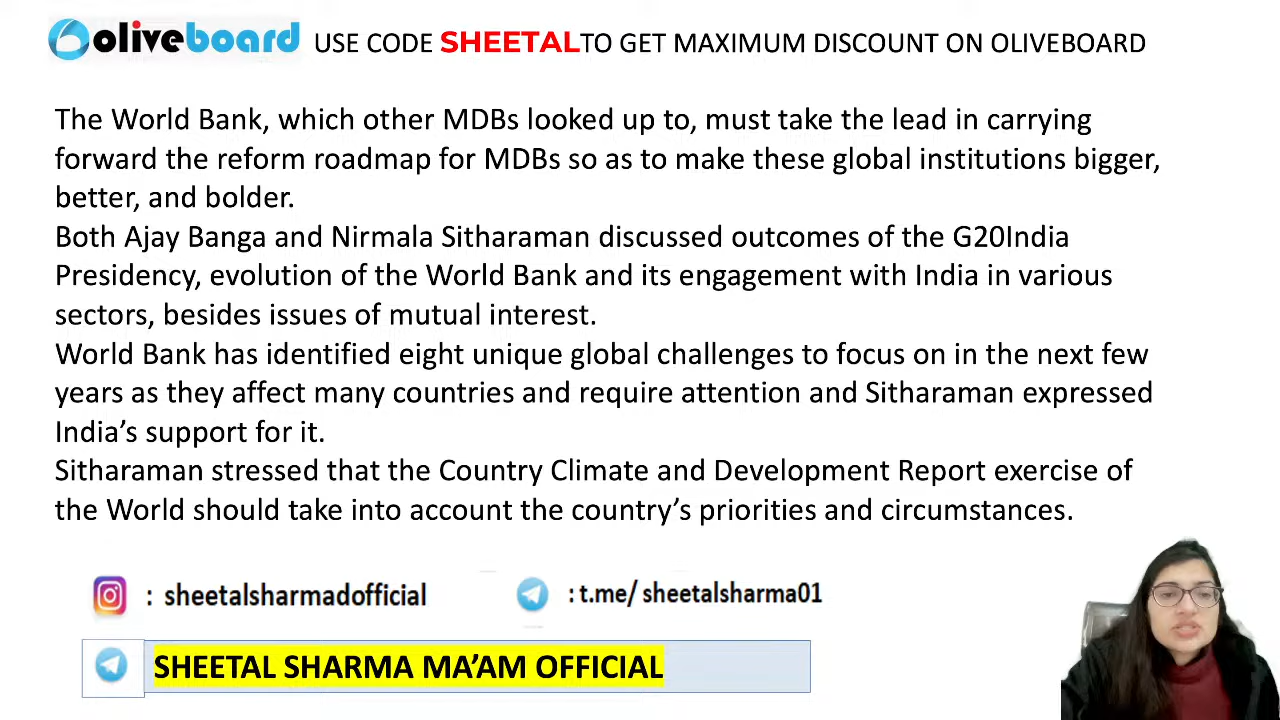 oliveboard USE CODE SHEETAL TO GET MAXIMUM DISCOUNT ON OLIVEBOARD
The World Bank, which other MDBs looked up to, must take the lead in carrying
forward the reform roadmap for MDBs so as to make these global institutions bigger,
better, and bolder.
Both Ajay Banga and Nirmala Sitharaman discussed outcomes of the G20India
Presidency, evolution of the World Bank and its engagement with India in various
sectors, besides issues of mutual interest.
World Bank has identified eight unique global challenges to focus on in the next few
years as they affect many countries and require attention and Sitharaman expressed
India’s support for it.
Sitharaman stressed that the Country Climate and Development Report exercise of
the World should take into account the country’s priorities and circumstances.
: sheetalsharmadofficial
: t.me/ sheetalsharma01
SHEETAL SHARMA MA’AM OFFICIAL